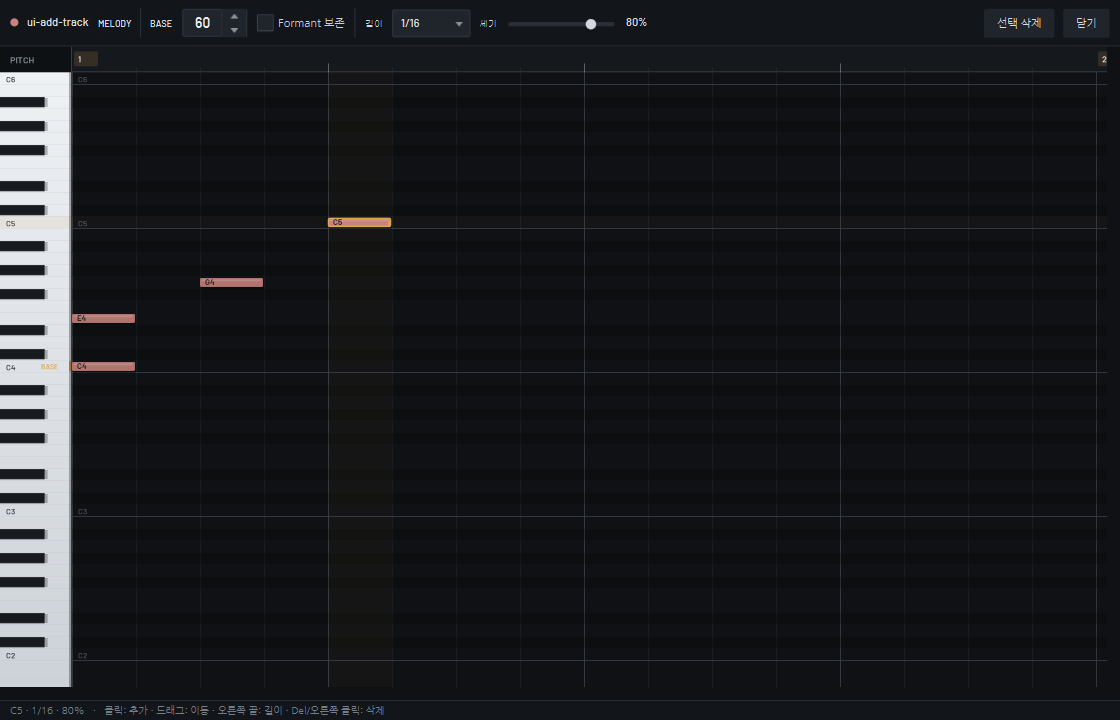 ui-add-track MELODY BASE 60 Formant 보존 길이 1/16 세기 80% 선택 삭제 닫기
PITCH 1 2
C6 C6
C5 C5 C5
G4
E4
C4 BASE C4
C3 C3
C2 C2
C5 · 1/16 · 80% · 클릭: 추가 · 드래그: 이동 · 오른쪽 끝: 길이 · Del/오른쪽 클릭: 삭제